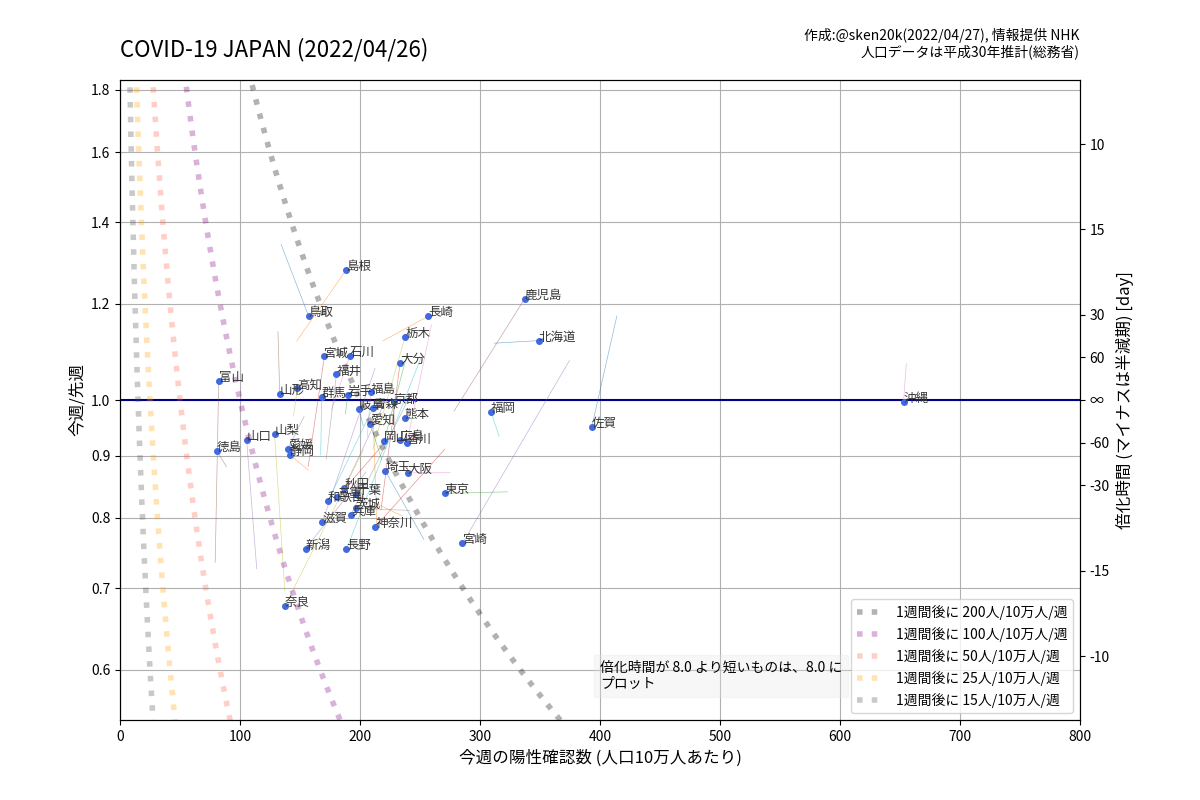 COVID-19 JAPAN (2022/04/26)
作成:@sken20k(2022/04/27), 情報提供 NHK
人口データは平成30年推計(総務省)
今週/先週
1.8
1.6
1.4
1.2
1.0
0.9
0.8
0.7
0.6
倍化時間 (マイナスは半減期) [day]
10
15
30
60
∞
-60
-30
-15
-10
島根
鹿児島
鳥取
長崎
栃木
北海道
宮城
石川
大分
福井
富山
高知
山形
群馬
岩手
福島
京都
沖縄
岐阜
青森
福岡
熊本
愛知
佐賀
山梨
山口
岡山
広島
香川
徳島
愛媛
静岡
埼玉
大阪
秋田
千葉
東京
茨城
兵庫
滋賀
神奈川
新潟
長野
宮崎
奈良
1週間後に 200人/10万人/週
1週間後に 100人/10万人/週
1週間後に 50人/10万人/週
1週間後に 25人/10万人/週
1週間後に 15人/10万人/週
倍化時間が 8.0 より短いものは、8.0 に
プロット
0
100
200
300
400
500
600
700
800
今週の陽性確認数 (人口10万人あたり)